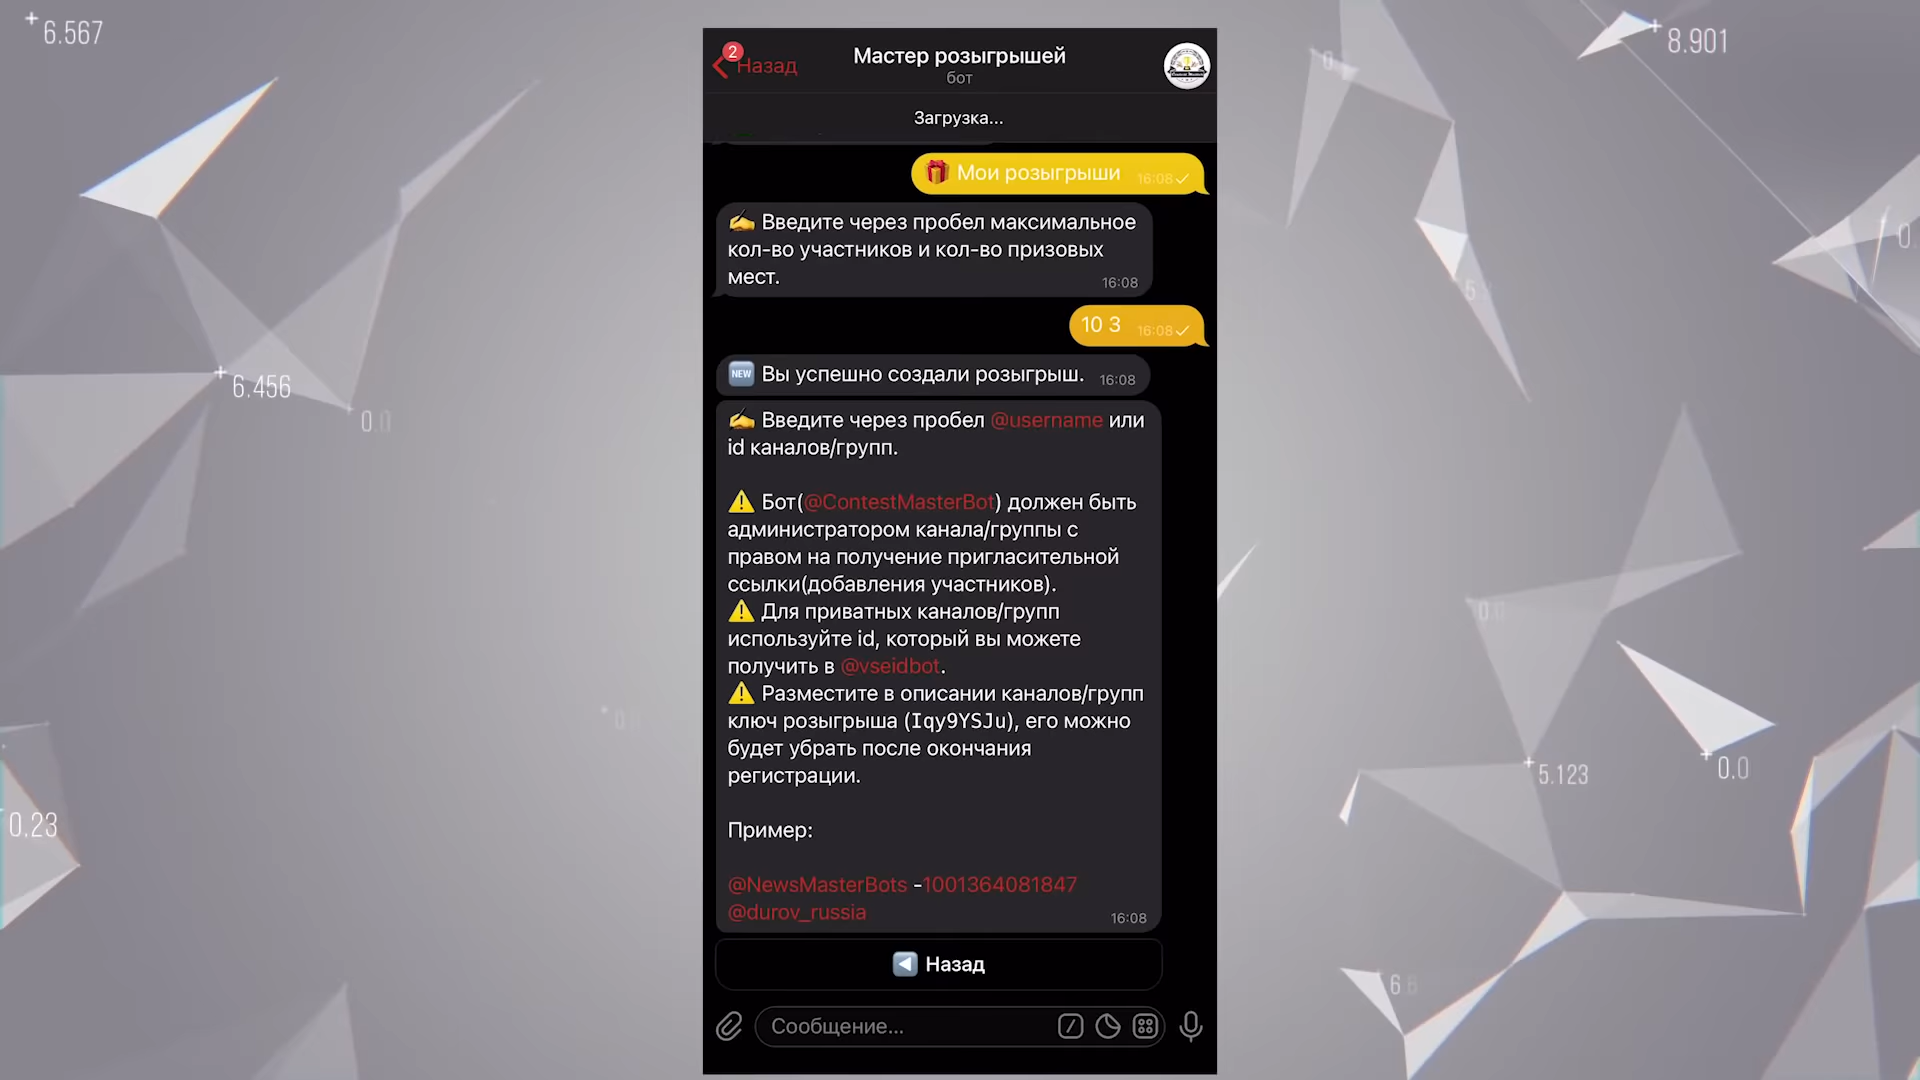 6.567
8.901
2
Назад
Мастер розыгрышей
бот
Загрузка...
🎁 Мои розыгрыши 16:08
✍️ Введите через пробел максимальное
кол-во участников и кол-во призовых
мест. 16:08
10 3 16:08
NEW Вы успешно создали розыгрыш. 16:08
✍️ Введите через пробел @username или
id каналов/групп.
⚠️ Бот(@ContestMasterBot) должен быть
администратором канала/группы с
правом на получение пригласительной
ссылки(добавления участников).
⚠️ Для приватных каналов/групп
используйте id, который вы можете
получить в @vseidbot.
⚠️ Разместите в описании каналов/групп
ключ розыгрыша (Iqy9YSJu), его можно
будет убрать после окончания
регистрации.
Пример:
@NewsMasterBots -1001364081847
@durov_russia 16:08
Назад
Сообщение...
6.456
0.0
0.23
5.123
0.0